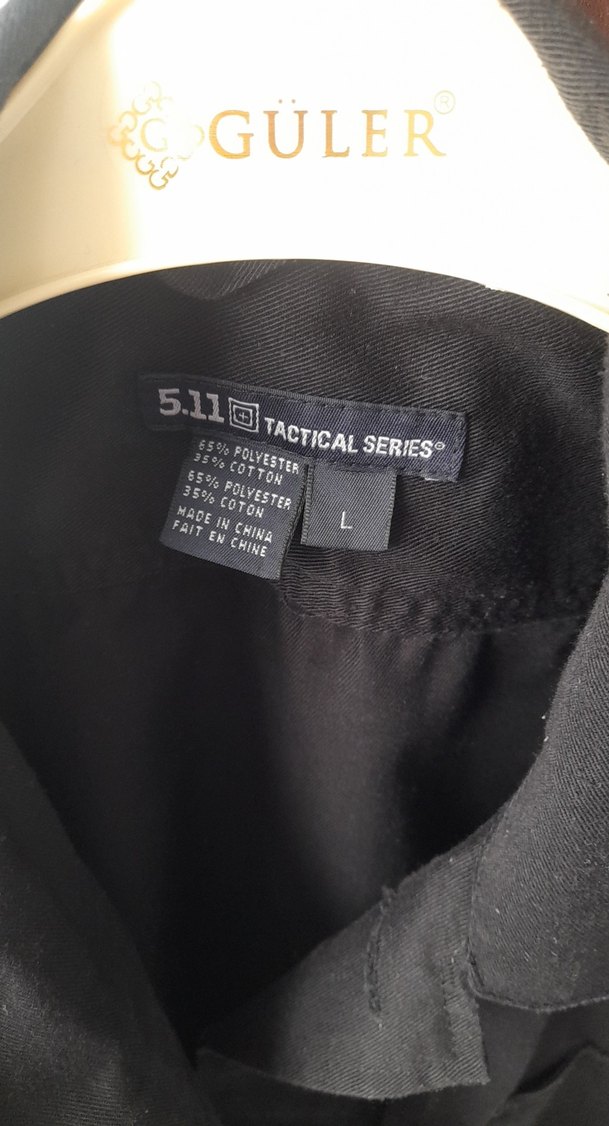 GÜLER®
5.11 TACTICAL SERIES®
65% POLYESTER
35% COTTON
65% POLYESTER
35% COTON
MADE IN CHINA
FAIT EN CHINE
L